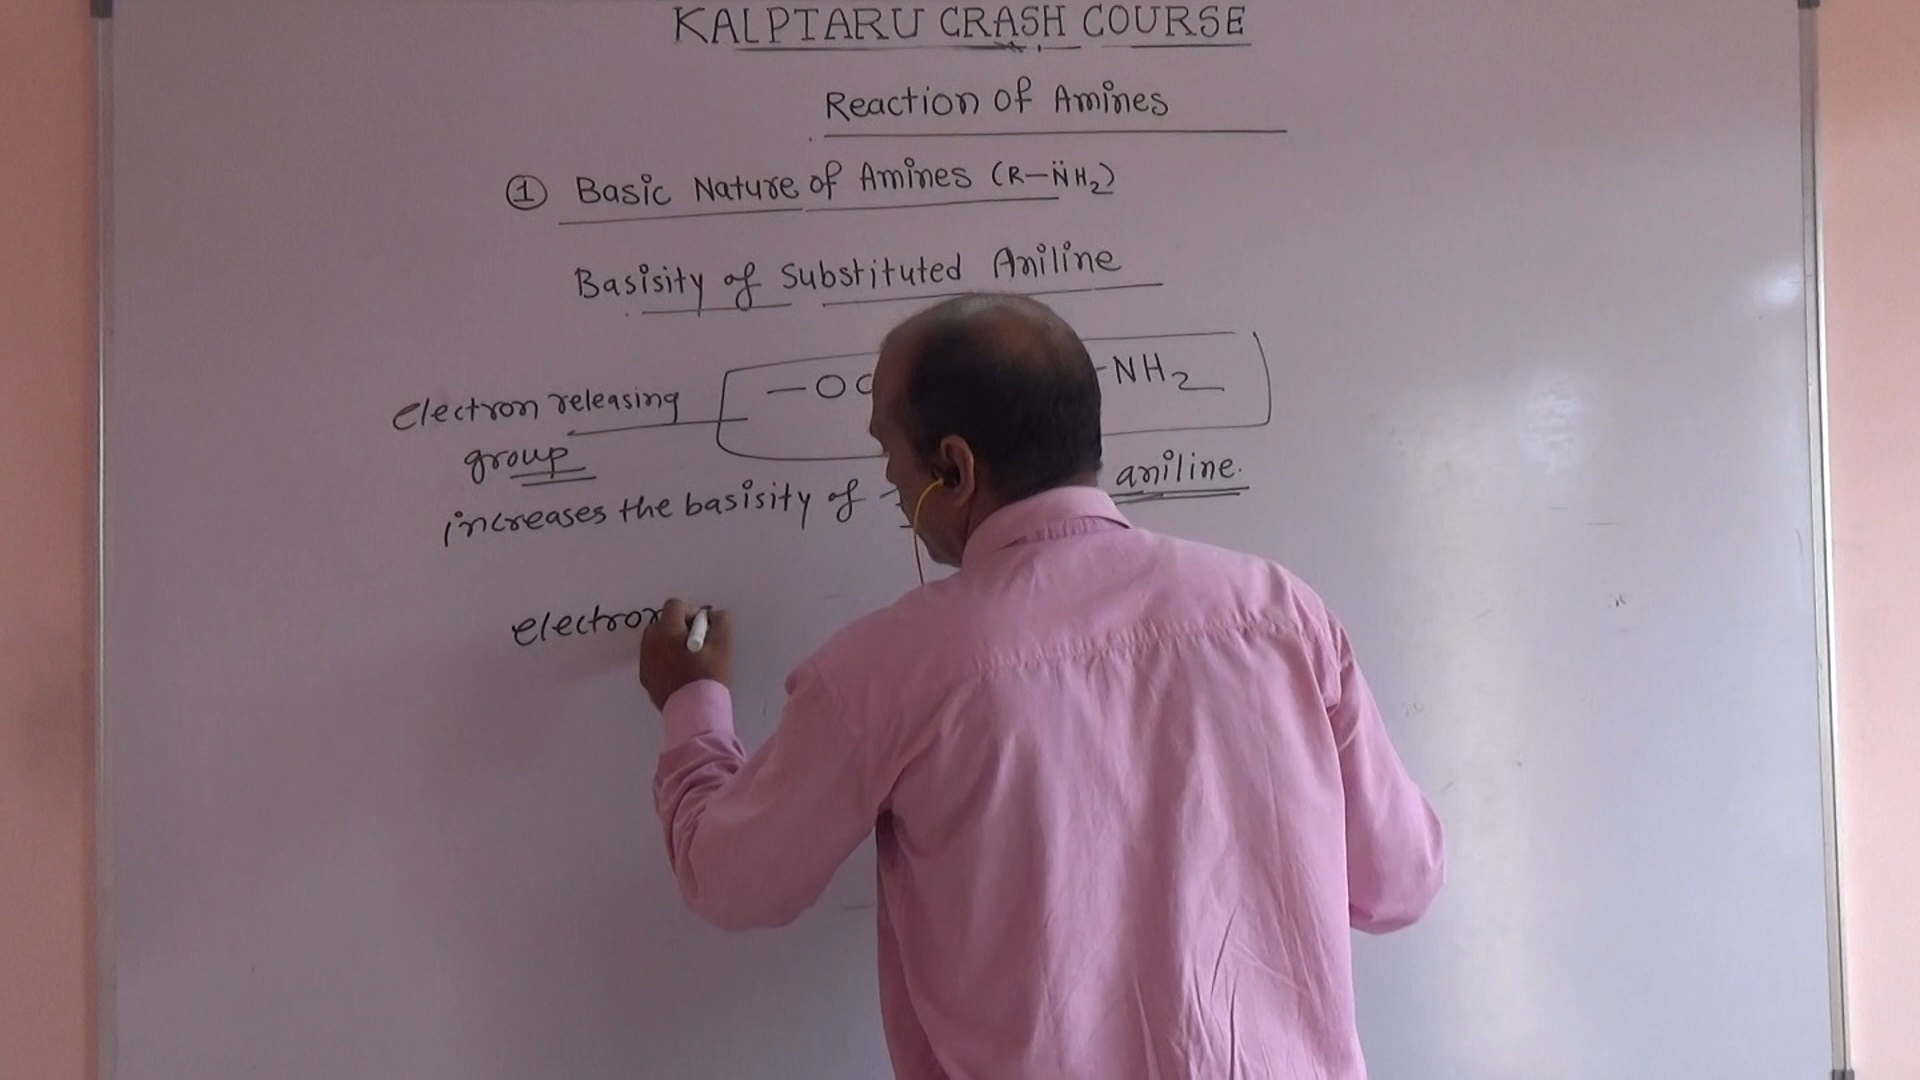 KALPTARU CRASH COURSE
Reaction of Amines
① Basic Nature of Amines (R-N̈H₂)
Basisity of Substituted Aniline
electron releasing group
-OC -NH₂
increases the basisity of aniline.
electron